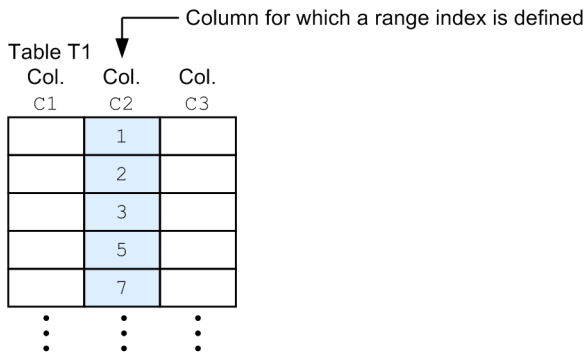 Column for which a range index is defined
Table T1
Col. Col. Col.
C1 C2 C3
1
2
3
5
7